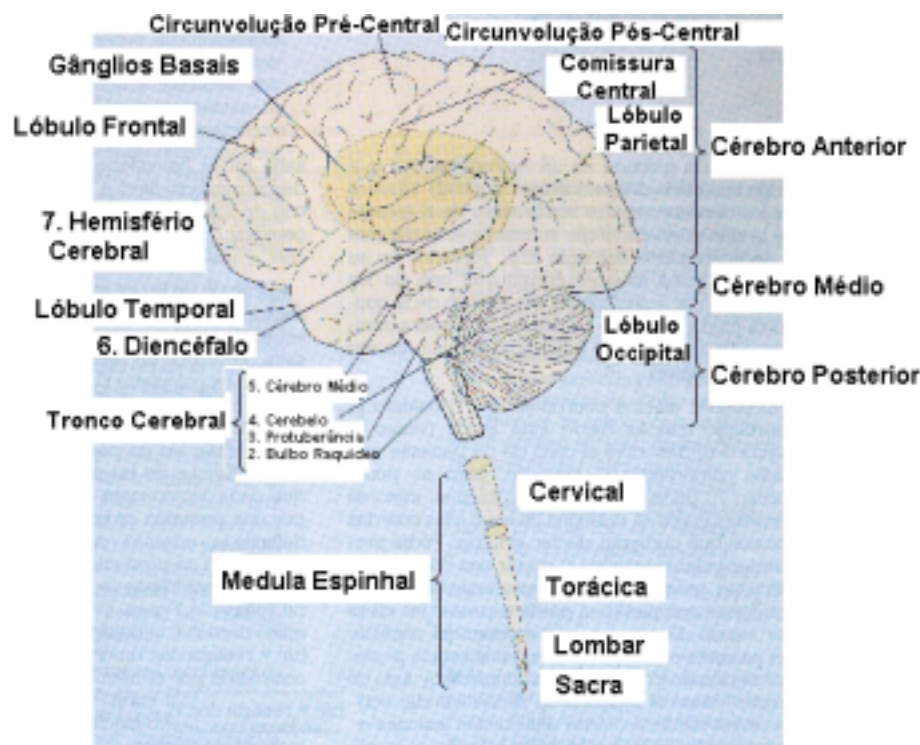 Circunvolução Pré-Central
Circunvolução Pós-Central
Gânglios Basais
Comissura
Central
Lóbulo Frontal
Lóbulo
Parietal
Cérebro Anterior
7. Hemisfério
Cerebral
Cérebro Médio
Lóbulo Temporal
6. Diencéfalo
Lóbulo
Occipital
Cérebro Posterior
5. Cérebro Médio
Tronco Cerebral
4. Cerebelo
3. Protuberância
2. Bulbo Raquideo
Cervical
Medula Espinhal
Torácica
Lombar
Sacra